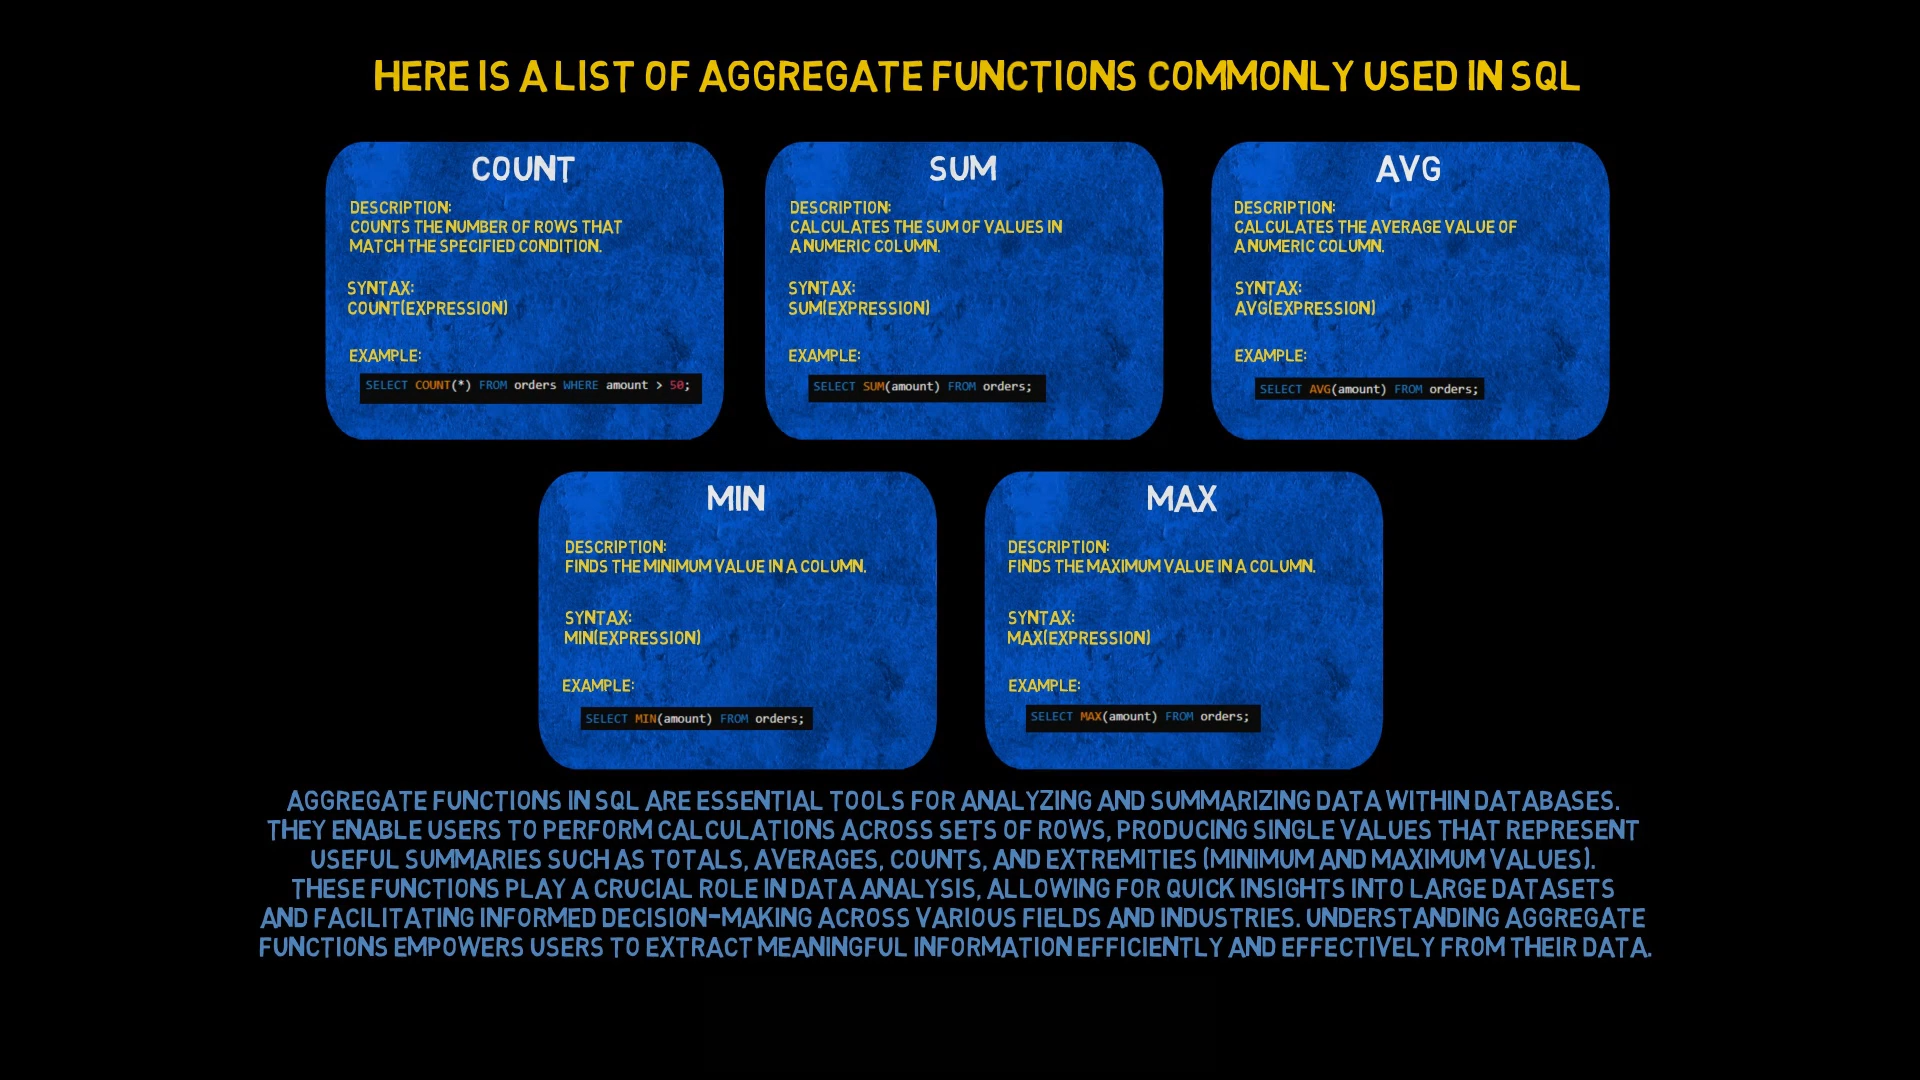 HERE IS A LIST OF AGGREGATE FUNCTIONS COMMONLY USED IN SQL
COUNT
DESCRIPTION:
COUNTS THE NUMBER OF ROWS THAT
MATCH THE SPECIFIED CONDITION.
SYNTAX:
COUNT(EXPRESSION)
EXAMPLE:
SELECT COUNT(*) FROM orders WHERE amount > 50;
SUM
DESCRIPTION:
CALCULATES THE SUM OF VALUES IN
A NUMERIC COLUMN.
SYNTAX:
SUM(EXPRESSION)
EXAMPLE:
SELECT SUM(amount) FROM orders;
AVG
DESCRIPTION:
CALCULATES THE AVERAGE VALUE OF
A NUMERIC COLUMN.
SYNTAX:
AVG(EXPRESSION)
EXAMPLE:
SELECT AVG(amount) FROM orders;
MIN
DESCRIPTION:
FINDS THE MINIMUM VALUE IN A COLUMN.
SYNTAX:
MIN(EXPRESSION)
EXAMPLE:
SELECT MIN(amount) FROM orders;
MAX
DESCRIPTION:
FINDS THE MAXIMUM VALUE IN A COLUMN.
SYNTAX:
MAX(EXPRESSION)
EXAMPLE:
SELECT MAX(amount) FROM orders;
AGGREGATE FUNCTIONS IN SQL ARE ESSENTIAL TOOLS FOR ANALYZING AND SUMMARIZING DATA WITHIN DATABASES.
THEY ENABLE USERS TO PERFORM CALCULATIONS ACROSS SETS OF ROWS, PRODUCING SINGLE VALUES THAT REPRESENT
USEFUL SUMMARIES SUCH AS TOTALS, AVERAGES, COUNTS, AND EXTREMITIES (MINIMUM AND MAXIMUM VALUES).
THESE FUNCTIONS PLAY A CRUCIAL ROLE IN DATA ANALYSIS, ALLOWING FOR QUICK INSIGHTS INTO LARGE DATASETS
AND FACILITATING INFORMED DECISION-MAKING ACROSS VARIOUS FIELDS AND INDUSTRIES. UNDERSTANDING AGGREGATE
FUNCTIONS EMPOWERS USERS TO EXTRACT MEANINGFUL INFORMATION EFFICIENTLY AND EFFECTIVELY FROM THEIR DATA.